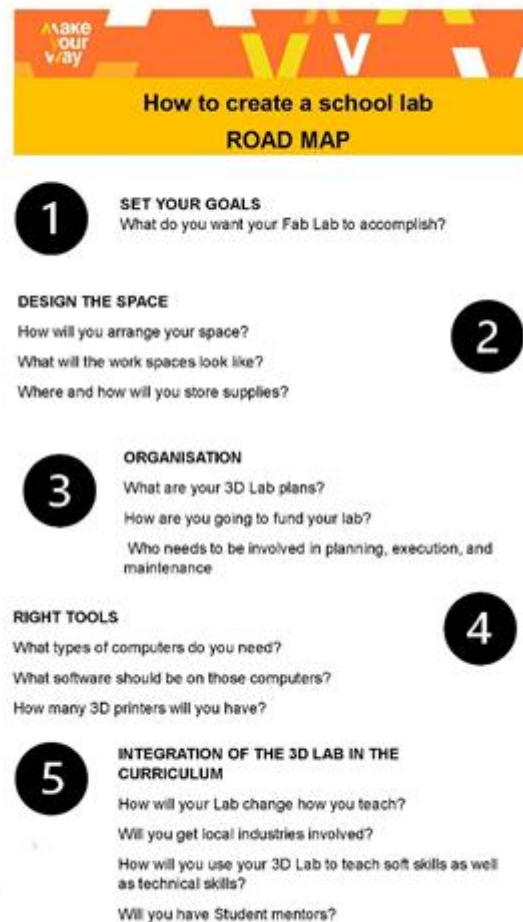 Make
your
way
How to create a school lab
ROAD MAP
1
SET YOUR GOALS
What do you want your Fab Lab to accomplish?
2
DESIGN THE SPACE
How will you arrange your space?
What will the work spaces look like?
Where and how will you store supplies?
3
ORGANISATION
What are your 3D Lab plans?
How are you going to fund your lab?
Who needs to be involved in planning, execution, and
maintenance
4
RIGHT TOOLS
What types of computers do you need?
What software should be on those computers?
How many 3D printers will you have?
5
INTEGRATION OF THE 3D LAB IN THE
CURRICULUM
How will your Lab change how you teach?
Will you get local industries involved?
How will you use your 3D Lab to teach soft skills as well
as technical skills?
Will you have Student mentors?